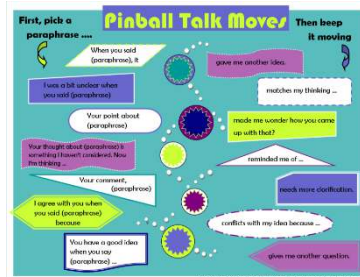 First, pick a
paraphrase ....
Pinball Talk Moves
Then keep
it moving
When you said
(paraphrase), it
gave me another idea.
I was a bit unclear when
you said (paraphrase)
matches my thinking ...
Your point about
(paraphrase)
made me wonder how you came
up with that?
Your thought about (paraphrase) is
something I haven't considered. Now
I'm thinking ...
reminded me of ...
Your comment,
(paraphrase)
needs more clarification.
I agree with you when
you said (paraphrase)
because
conflicts with my idea because ...
You have a good idea
when you say
(paraphrase) ...
gives me another question.